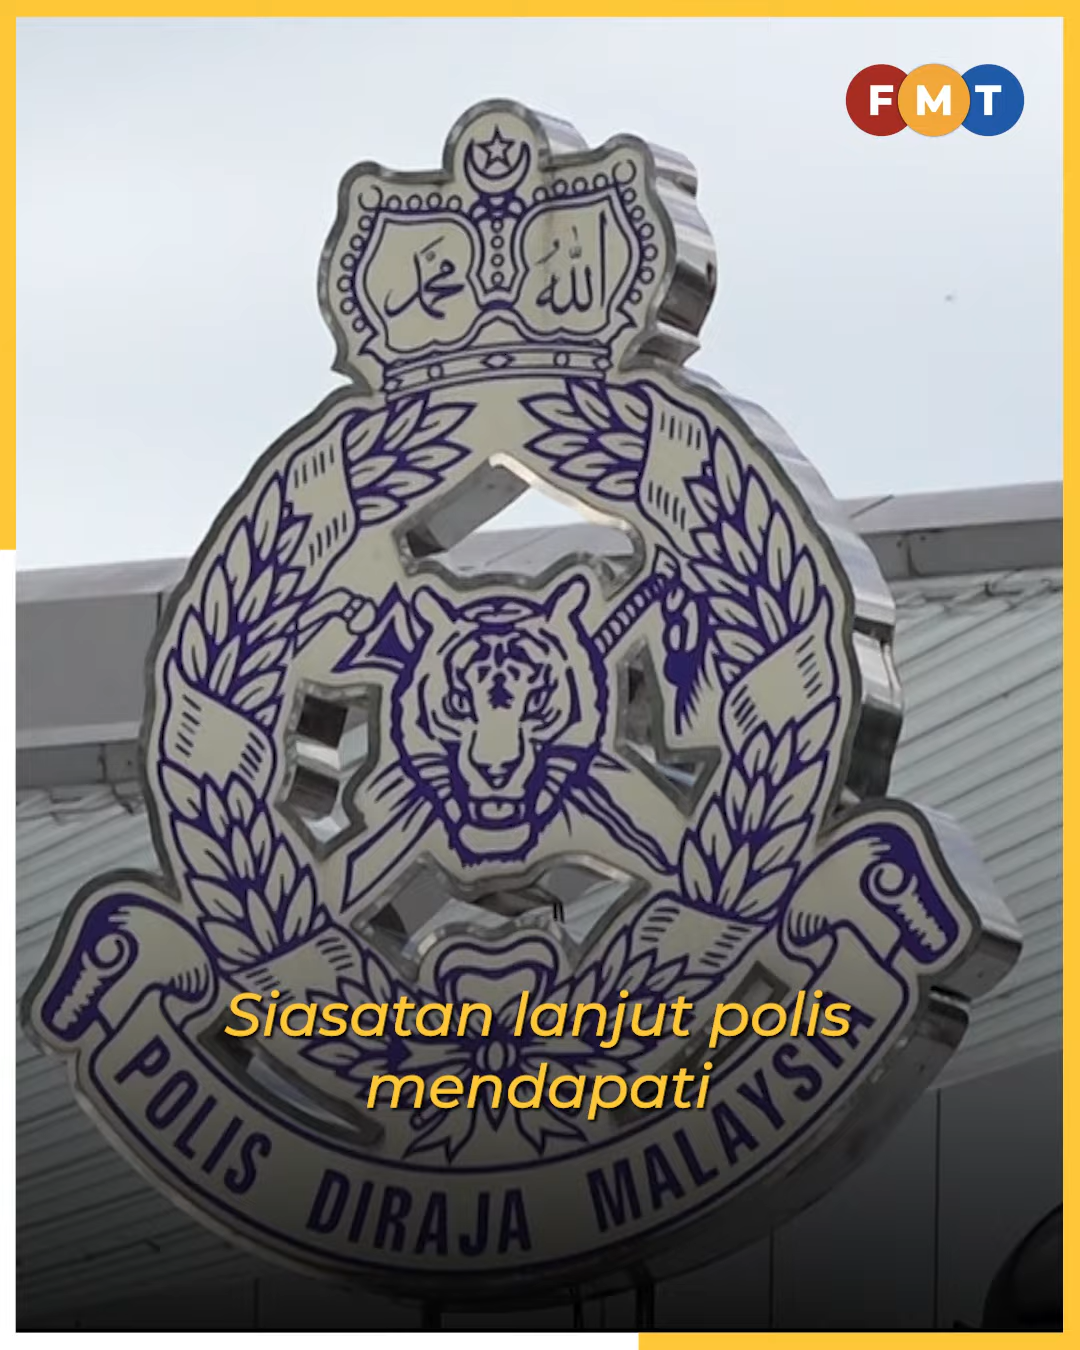 FMT
محمد
الله
Siasatan lanjut polis
mendapati
POLIS DIRAJA MALAYSIA